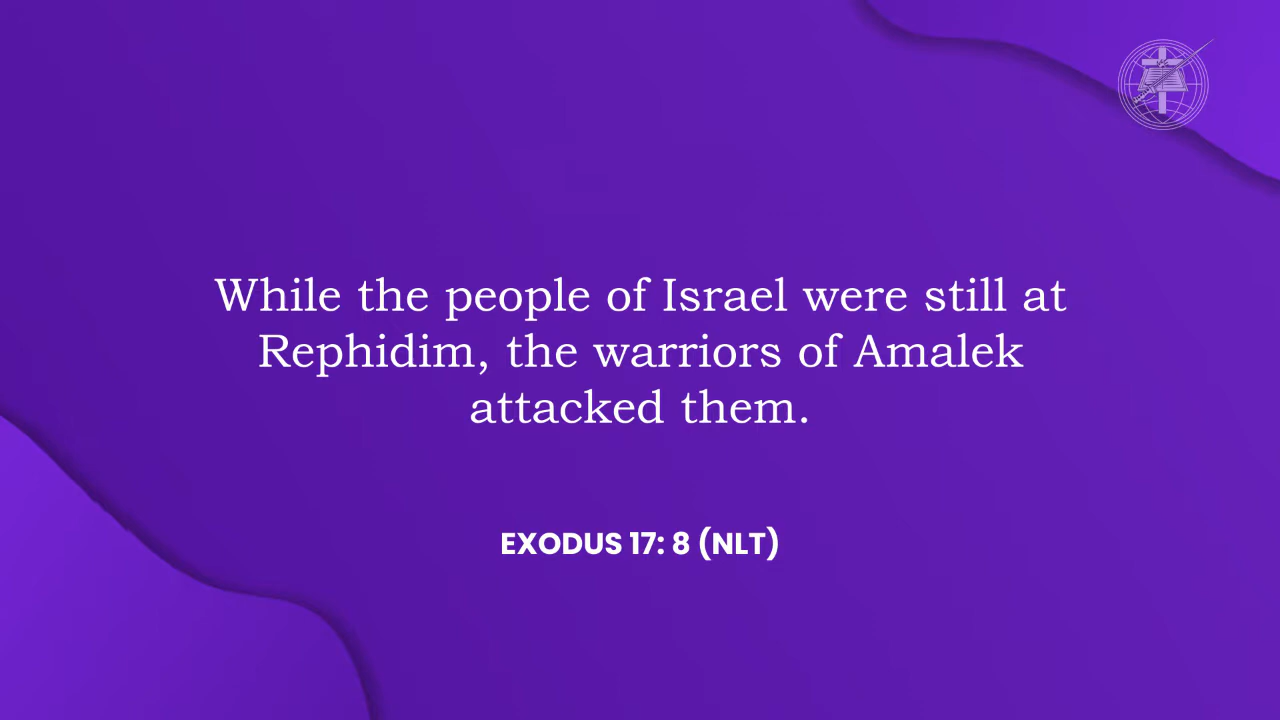 While the people of Israel were still at
Rephidim, the warriors of Amalek
attacked them.
EXODUS 17: 8 (NLT)